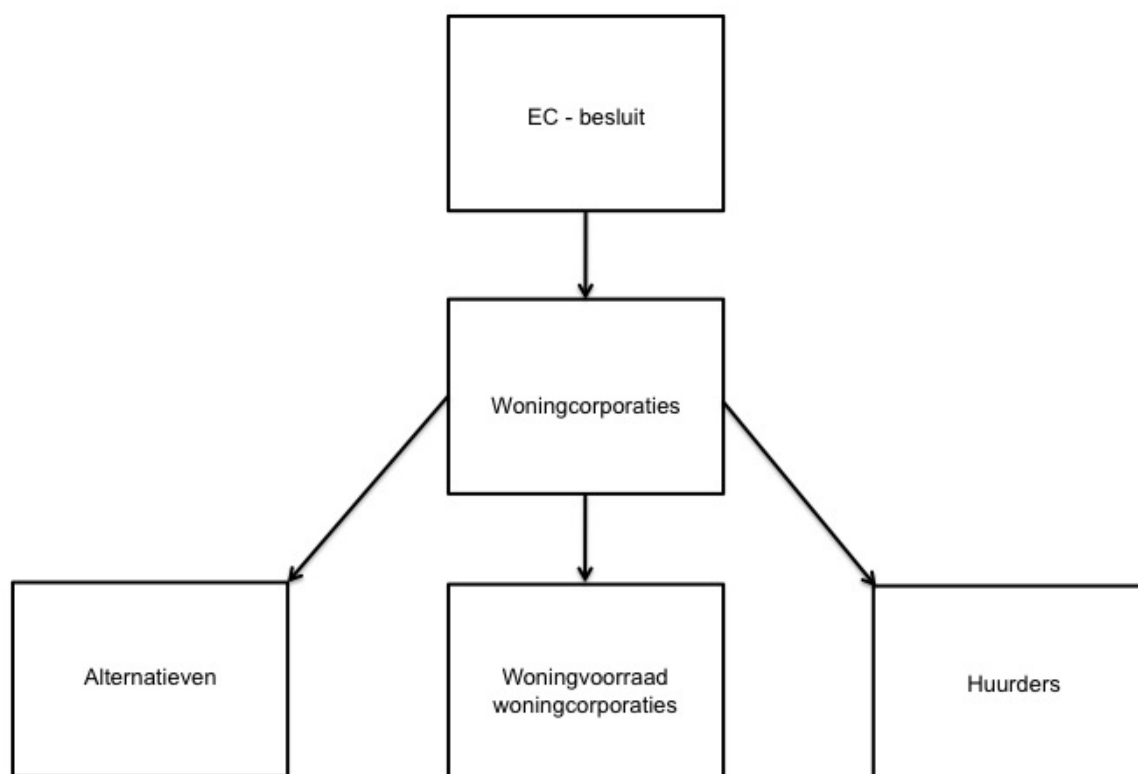 EC - besluit
Woningcorporaties
Alternatieven
Woningvoorraad
woningcorporaties
Huurders